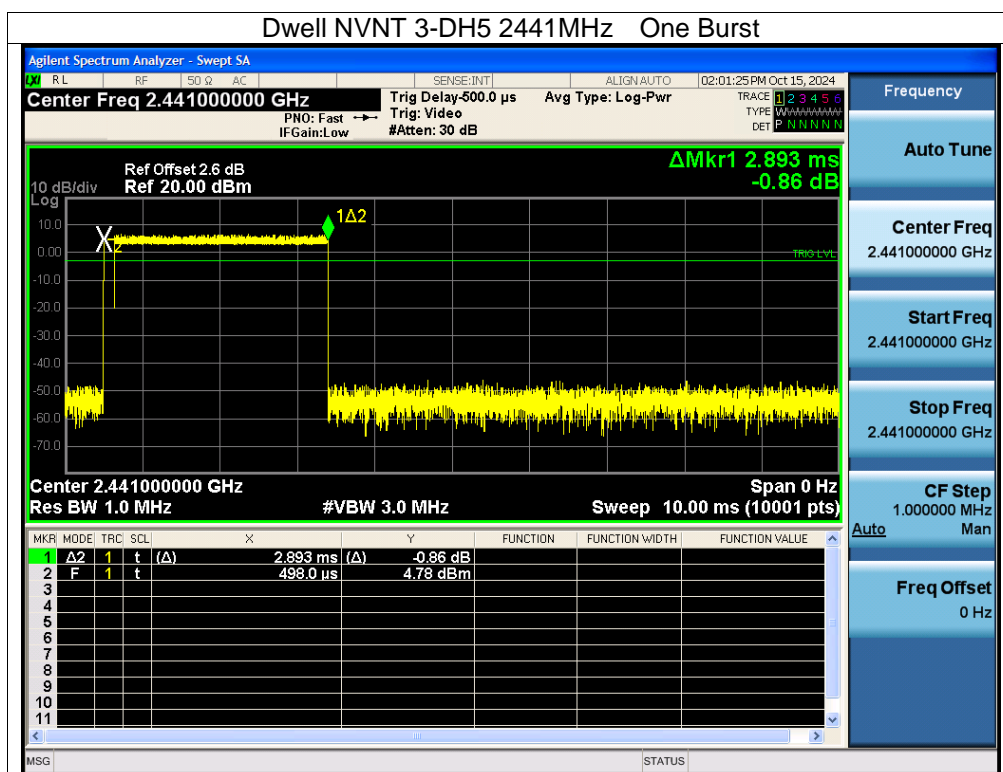 Dwell NVNT 3-DH5 2441MHz One Burst
Agilent Spectrum Analyzer - Swept SA
LXI RL RF 50 Ω AC SENSE:INT ALIGN AUTO 02:01:25 PM Oct 15, 2024
Center Freq 2.441000000 GHz Trig Delay-500.0 µs Avg Type: Log-Pwr TRACE 1 2 3 4 5 6
PNO: Fast Trig: Video TYPE WWWWWW
IFGain:Low #Atten: 30 dB DET P N N N N N
Frequency
Auto Tune
Center Freq
2.441000000 GHz
Start Freq
2.441000000 GHz
Stop Freq
2.441000000 GHz
CF Step
1.000000 MHz
Auto Man
Freq Offset
0 Hz
ΔMkr1 2.893 ms
-0.86 dB
Ref Offset 2.6 dB
10 dB/div Ref 20.00 dBm
Log
10.0
0.00
-10.0
-20.0
-30.0
-40.0
-50.0
-60.0
-70.0
X2
1Δ2
TRIG LVL
Center 2.441000000 GHz Span 0 Hz
Res BW 1.0 MHz #VBW 3.0 MHz Sweep 10.00 ms (10001 pts)
MKR MODE TRC SCL X Y FUNCTION FUNCTION WIDTH FUNCTION VALUE
1 Δ2 1 t (Δ) 2.893 ms (Δ) -0.86 dB
2 F 1 t 498.0 µs 4.78 dBm
3
4
5
6
7
8
9
10
11
MSG STATUS